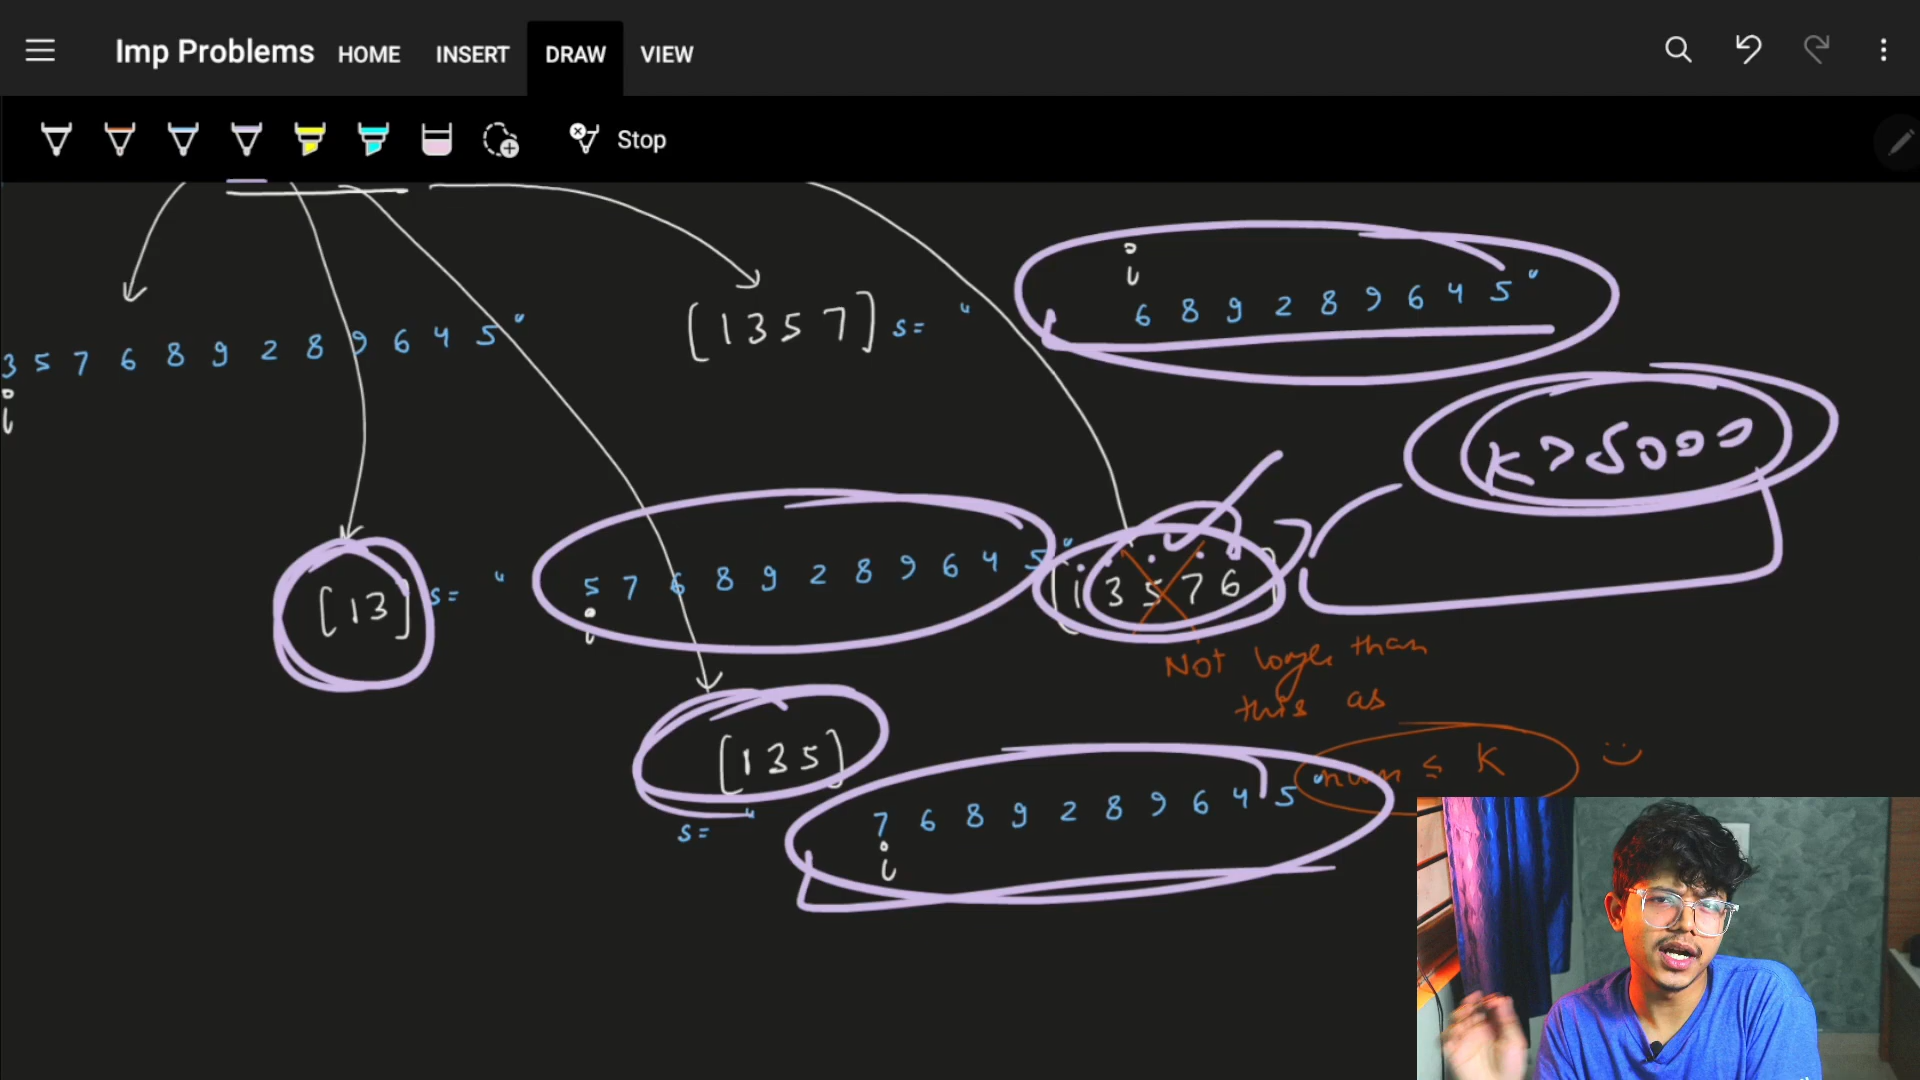 Imp Problems HOME INSERT DRAW VIEW
Stop
i
6 8 9 2 8 9 6 4 5"
[1 3 5 7] s= "
3 5 7 6 8 9 2 8 9 6 4 5"
i
K > 5000
[13] s= " 5 7 6 8 9 2 8 9 6 4 5"
i
[1 3 5 7 6]
Not longer than
this as
num ≤ K
[1 3 5]
s= " 7 6 8 9 2 8 9 6 4 5"
i